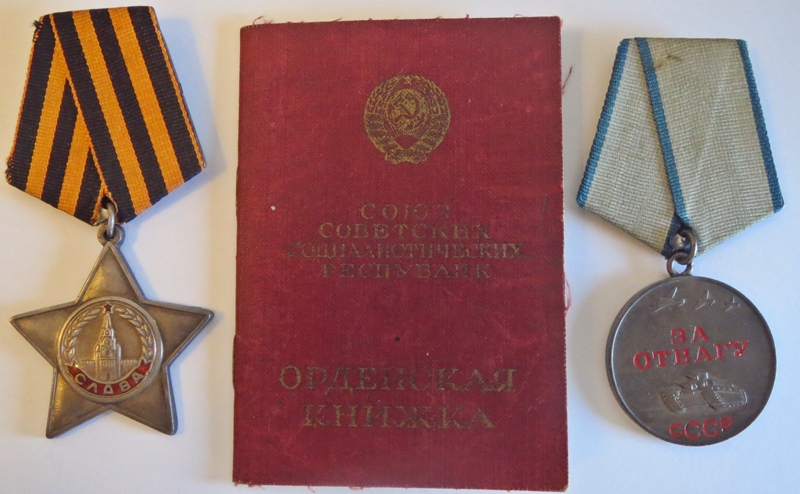 СЛАВА
СОЮЗ
СОВЕТСКИХ
СОЦИАЛИСТИЧЕСКИХ
РЕСПУБЛИК
ОРДЕНСКАЯ
КНИЖКА
ЗА
ОТВАГУ
СССР